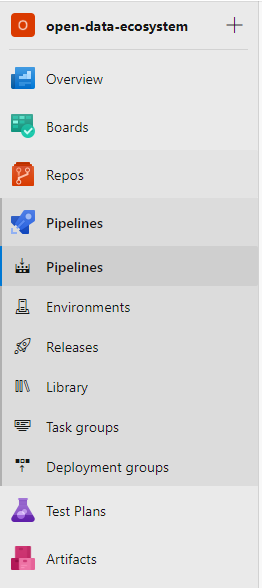 O open-data-ecosystem +
Overview
Boards
Repos
Pipelines
Pipelines
Environments
Releases
Library
Task groups
Deployment groups
Test Plans
Artifacts